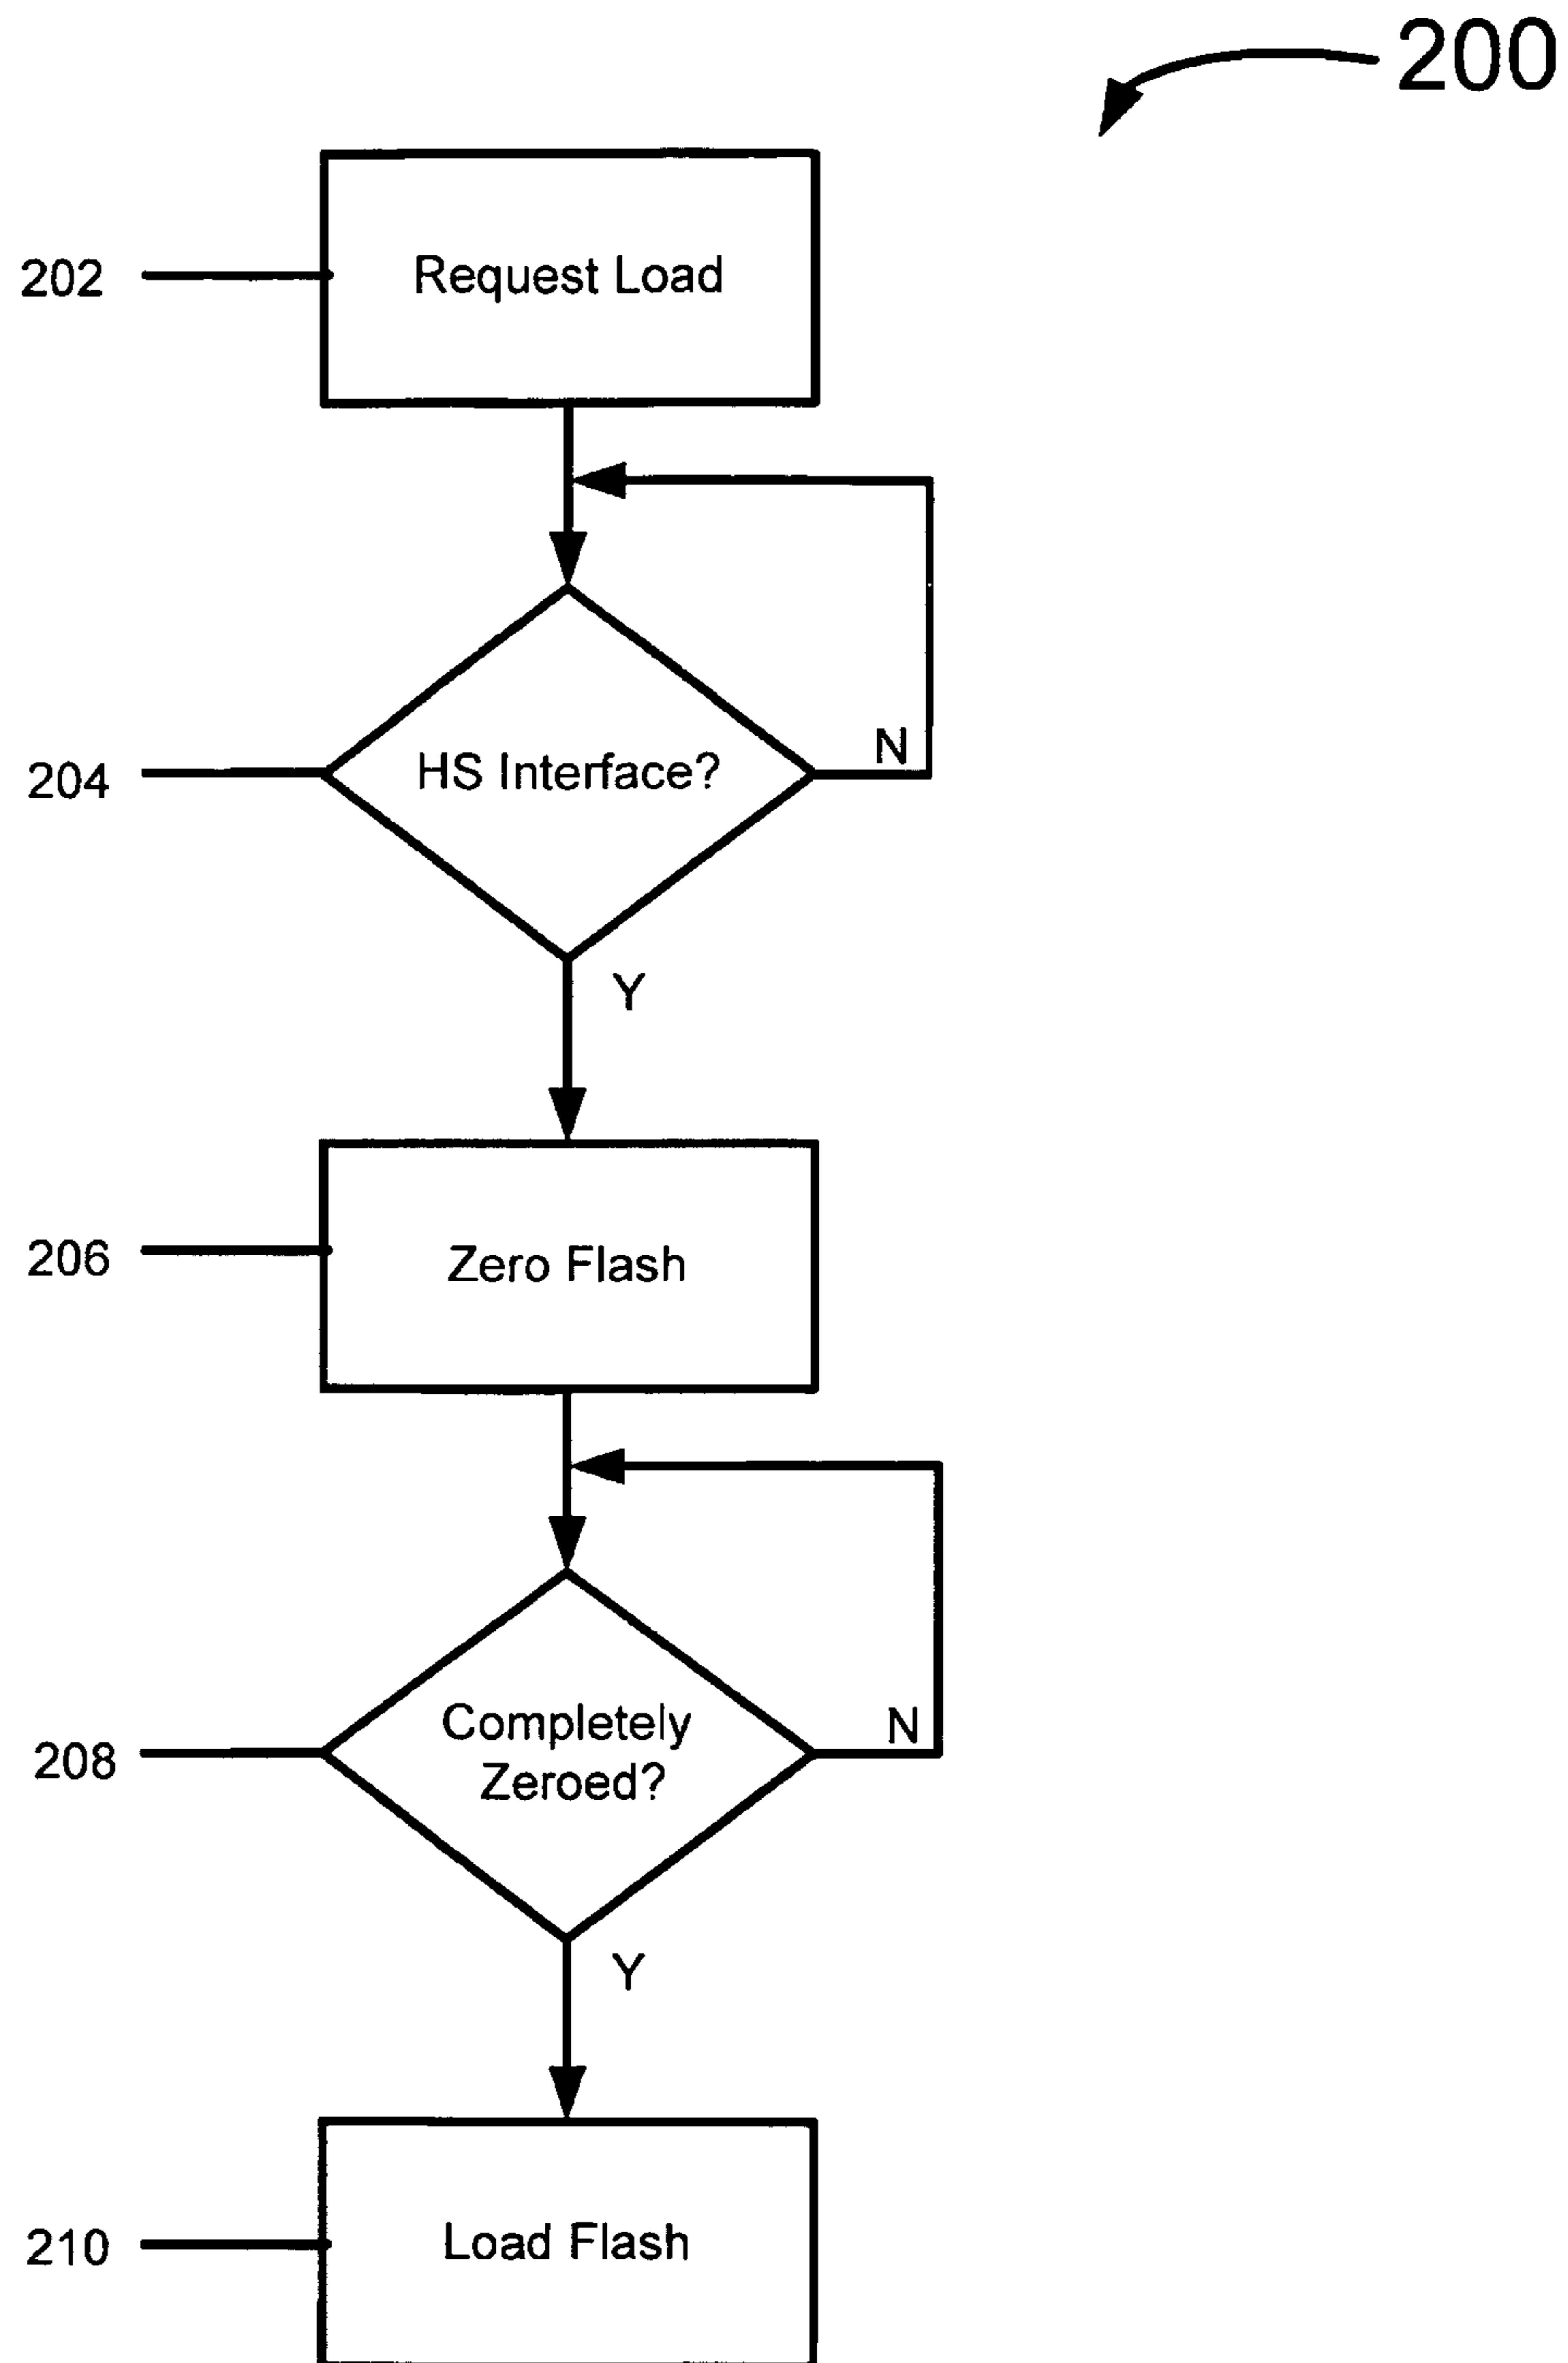 200
202
Request Load
204
HS Interface?
N
Y
206
Zero Flash
208
Completely
Zeroed?
N
Y
210
Load Flash